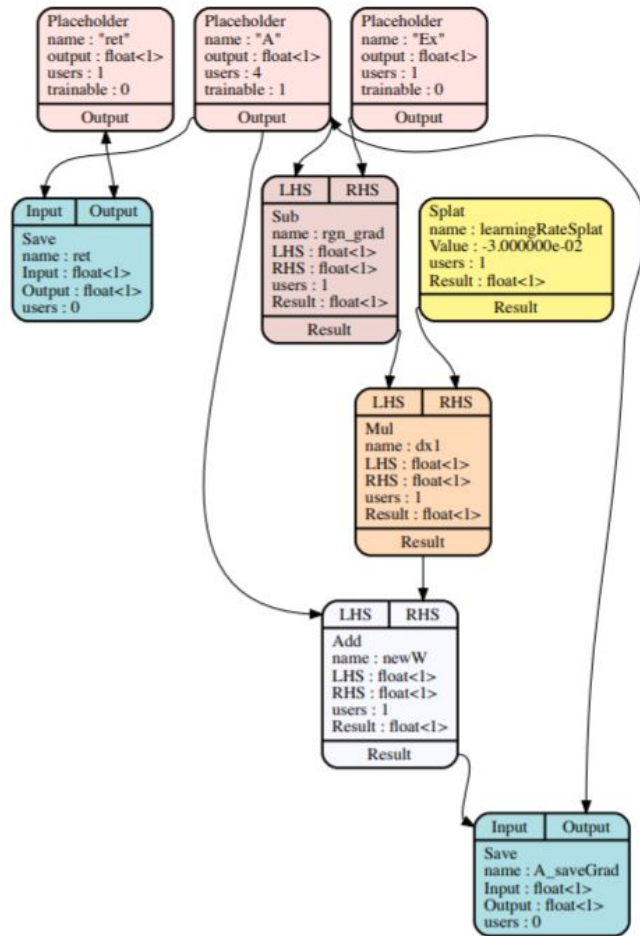 Placeholder
name : "ret"
output : float<1>
users : 1
trainable : 0
Output
Placeholder
name : "A"
output : float<1>
users : 4
trainable : 1
Output
Placeholder
name : "Ex"
output : float<1>
users : 1
trainable : 0
Output
Input Output
Save
name : ret
Input : float<1>
Output : float<1>
users : 0
LHS RHS
Sub
name : rgn_grad
LHS : float<1>
RHS : float<1>
users : 1
Result : float<1>
Result
Splat
name : learningRateSplat
Value : -3.000000e-02
users : 1
Result : float<1>
Result
LHS RHS
Mul
name : dx1
LHS : float<1>
RHS : float<1>
users : 1
Result : float<1>
Result
LHS RHS
Add
name : newW
LHS : float<1>
RHS : float<1>
users : 1
Result : float<1>
Result
Input Output
Save
name : A_saveGrad
Input : float<1>
Output : float<1>
users : 0